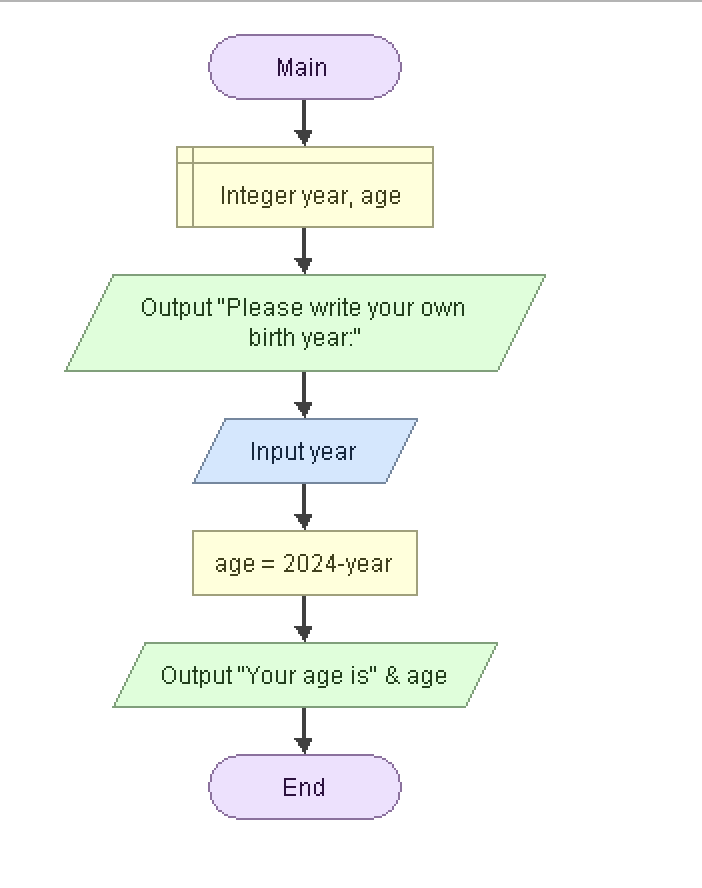 Main
Integer year, age
Output "Please write your own
birth year:"
Input year
age = 2024-year
Output "Your age is" & age
End